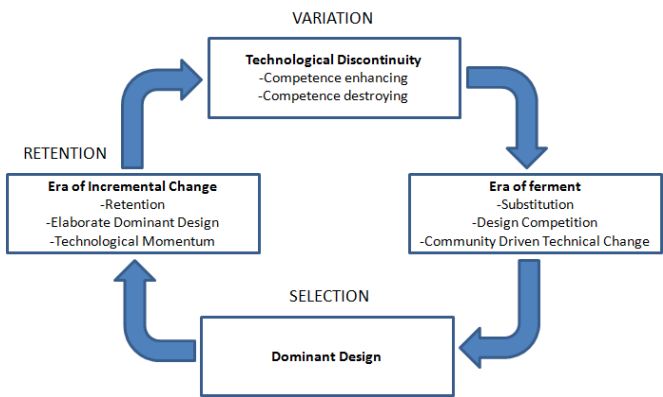 VARIATION
Technological Discontinuity
-Competence enhancing
-Competence destroying
RETENTION
Era of Incremental Change
-Retention
-Elaborate Dominant Design
-Technological Momentum
Era of ferment
-Substitution
-Design Competition
-Community Driven Technical Change
SELECTION
Dominant Design